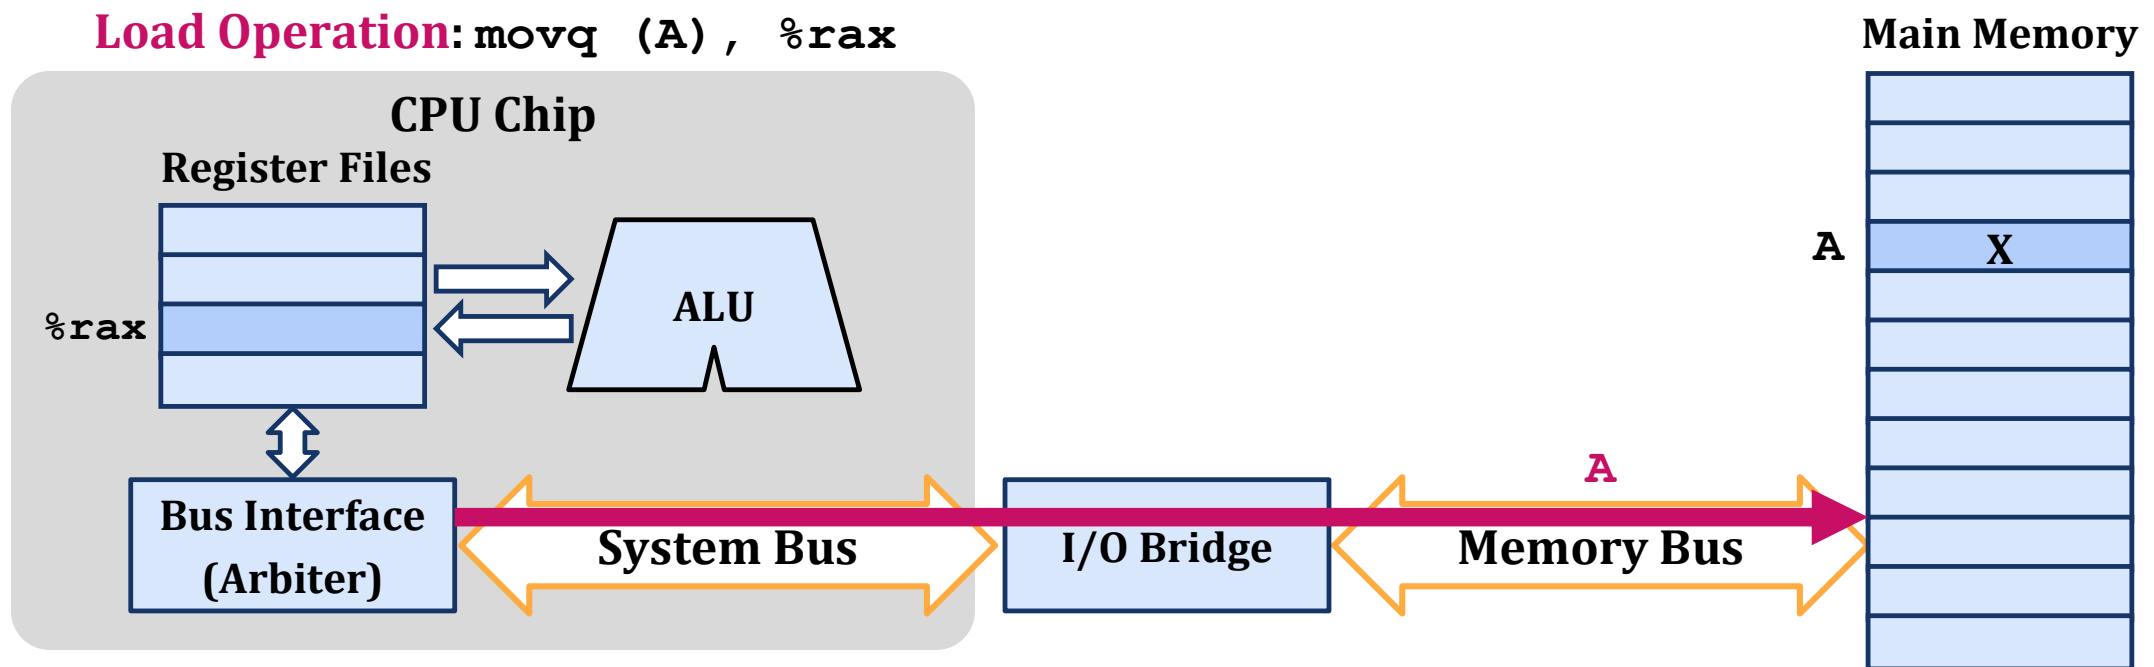 Load Operation: movq (A), %rax
Main Memory
CPU Chip
Register Files
A
X
ALU
%rax
A
Bus Interface
(Arbiter)
System Bus
I/O Bridge
Memory Bus